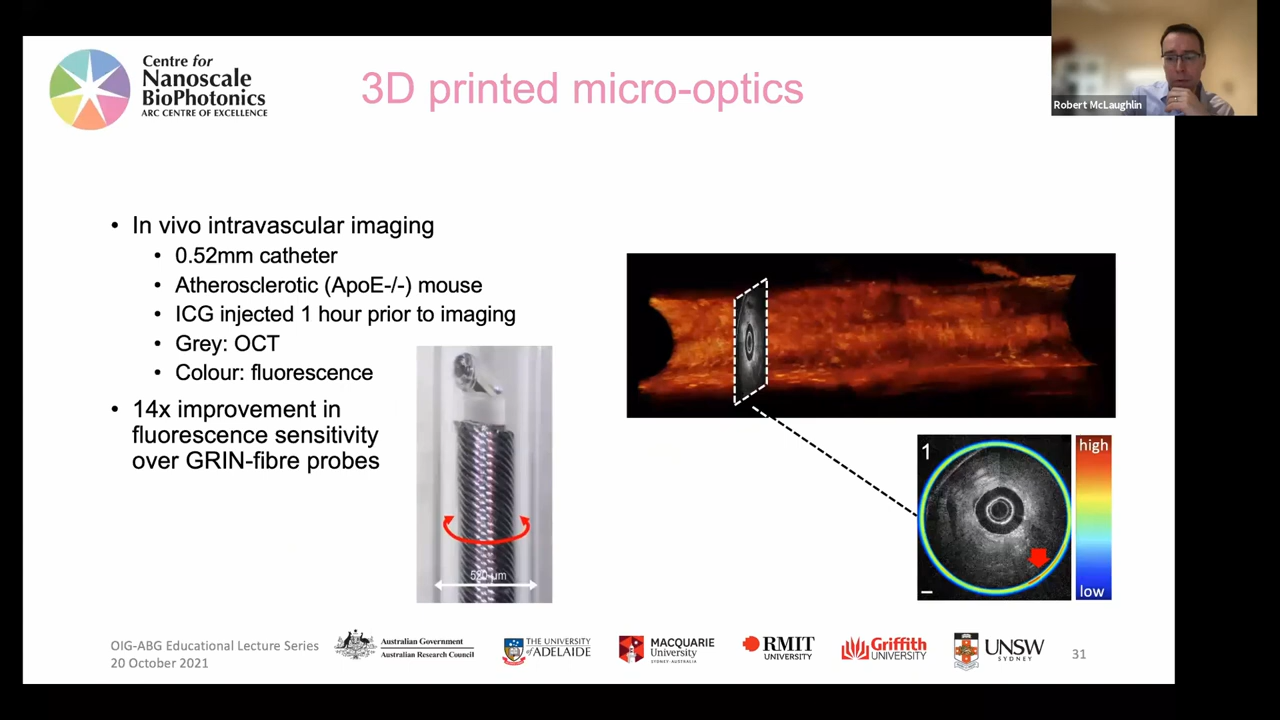 Centre for
Nanoscale
BioPhotonics
ARC CENTRE OF EXCELLENCE
3D printed micro-optics
Robert McLaughlin
• In vivo intravascular imaging
• 0.52mm catheter
• Atherosclerotic (ApoE-/-) mouse
• ICG injected 1 hour prior to imaging
• Grey: OCT
• Colour: fluorescence
• 14x improvement in
fluorescence sensitivity
over GRIN-fibre probes
520 µm
1
high
low
OIG-ABG Educational Lecture Series
20 October 2021
Australian Government
Australian Research Council
THE UNIVERSITY
of ADELAIDE
MACQUARIE
University
SYDNEY·AUSTRALIA
RMIT
UNIVERSITY
Griffith
UNIVERSITY
UNSW
SYDNEY
31